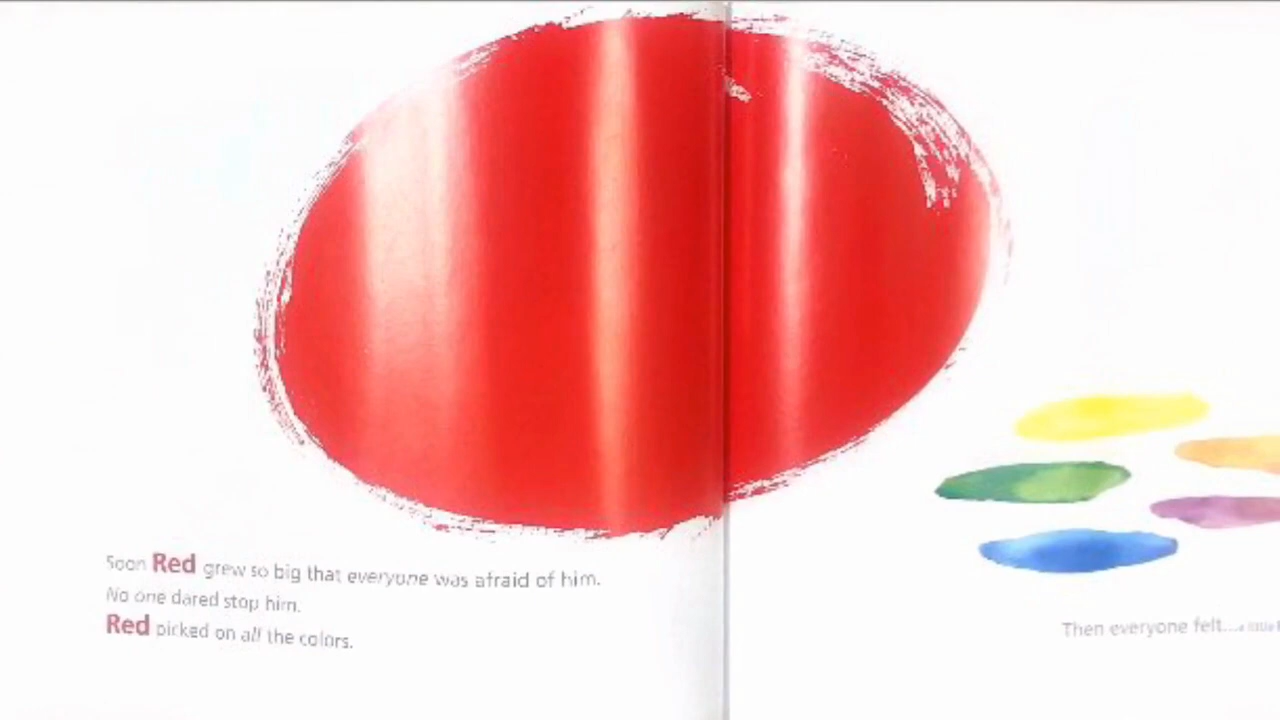 Soon Red grew so big that everyone was afraid of him.
No one dared stop him.
Red picked on all the colors.
Then everyone felt...a little